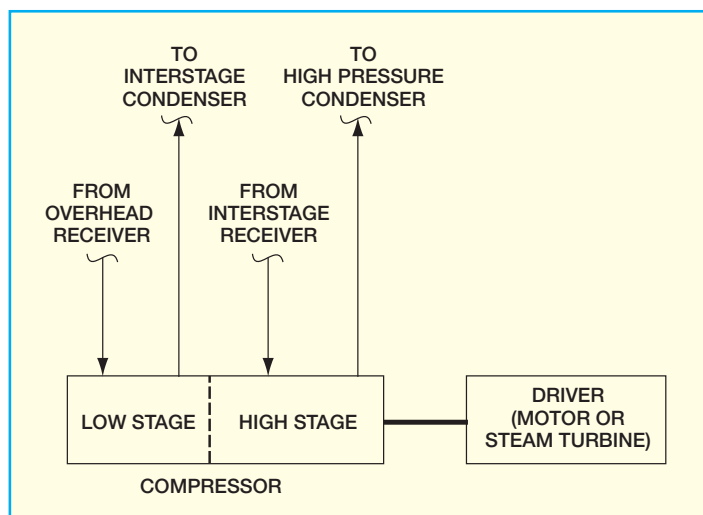 TO
INTERSTAGE
CONDENSER
TO
HIGH PRESSURE
CONDENSER
FROM
OVERHEAD
RECEIVER
FROM
INTERSTAGE
RECEIVER
LOW STAGE
HIGH STAGE
DRIVER
(MOTOR OR
STEAM TURBINE)
COMPRESSOR